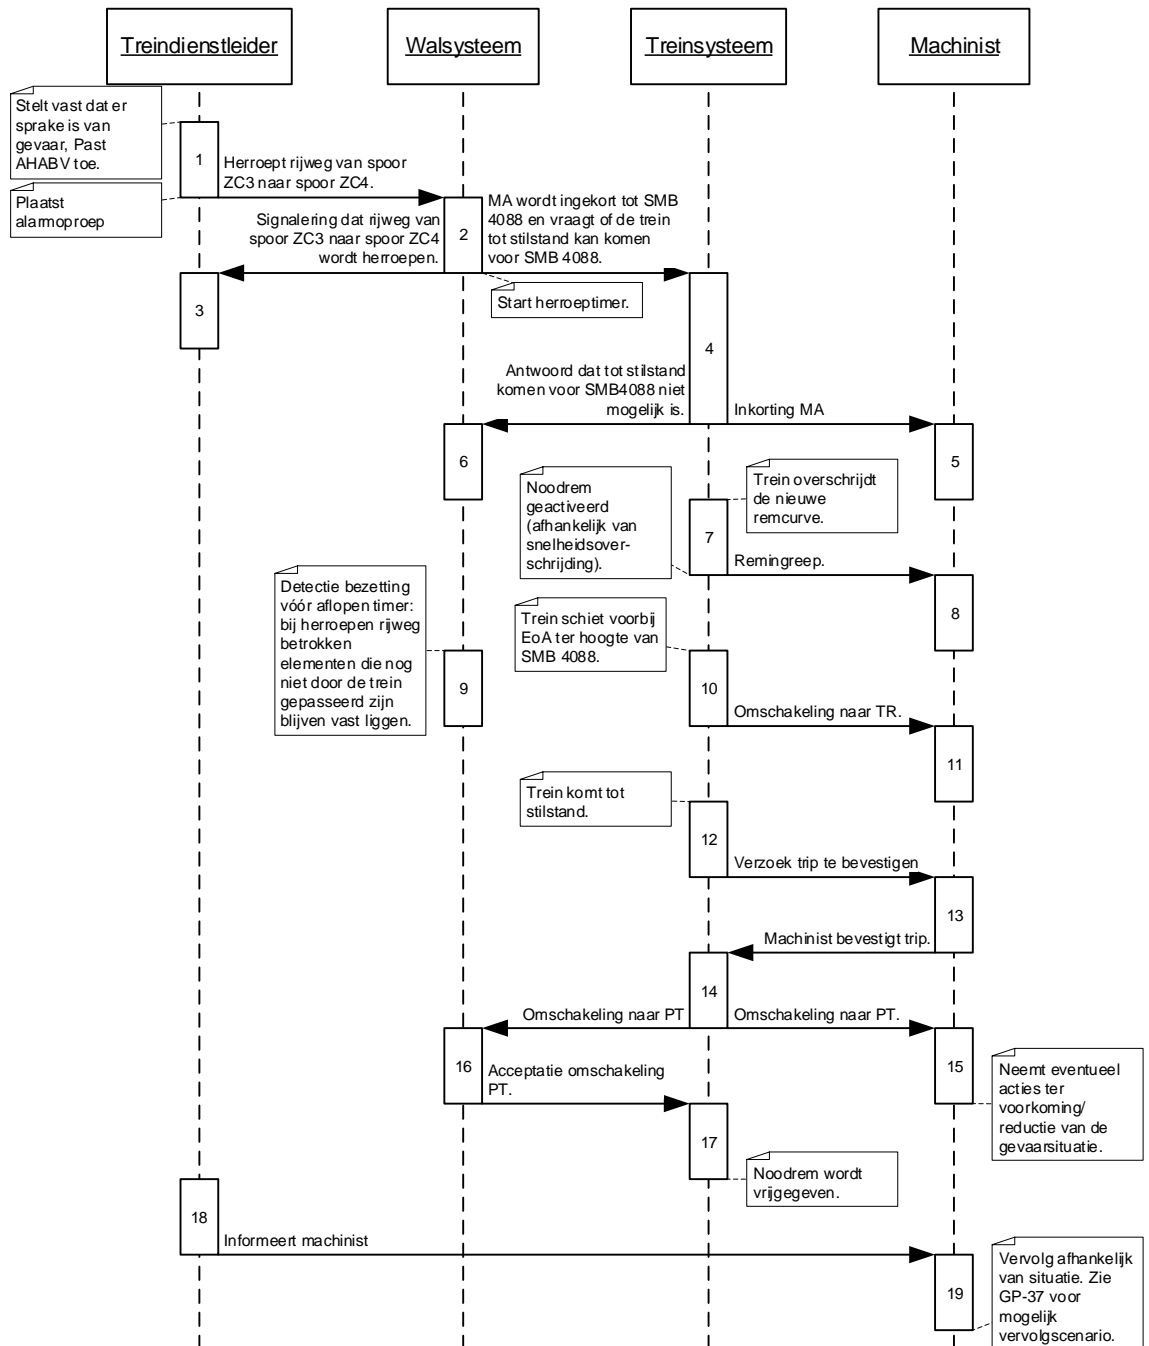 Treindienstleider
Walsysteem
Treinsysteem
Machinist
Stelt vast dat er
sprake is van
gevaar, Past
AHABV toe.
1
Herroept rijweg van spoor
ZC3 naar spoor ZC4.
Plaatst
alarmoproep
Signalering dat rijweg van
spoor ZC3 naar spoor ZC4
wordt herroepen.
2
MA wordt ingekort tot SMB
4088 en vraagt of de trein
tot stilstand kan komen
voor SMB 4088.
Start herroeptimer.
3
4
Antwoord dat tot stilstand
komen voor SMB4088 niet
mogelijk is.
Inkorting MA
6
5
Noodrem
geactiveerd
(afhankelijk van
snelheidsover-
schrijding).
Trein overschrijdt
de nieuwe
remcurve.
7
Remingreep.
8
Detectie bezetting
vóór aflopen timer:
bij herroepen rijweg
betrokken
elementen die nog
niet door de trein
gepasseerd zijn
blijven vast liggen.
9
Trein schiet voorbij
EoA ter hoogte van
SMB 4088.
10
Omschakeling naar TR.
11
Trein komt tot
stilstand.
12
Verzoek trip te bevestigen
13
Machinist bevestigt trip.
14
Omschakeling naar PT
Omschakeling naar PT.
16
Acceptatie omschakeling
PT.
15
Neemt eventueel
acties ter
voorkoming/
reductie van de
gevaarsituatie.
17
Noodrem wordt
vrijgegeven.
18
Informeert machinist
19
Vervolg afhankelijk
van situatie. Zie
GP-37 voor
mogelijk
vervolgscenario.